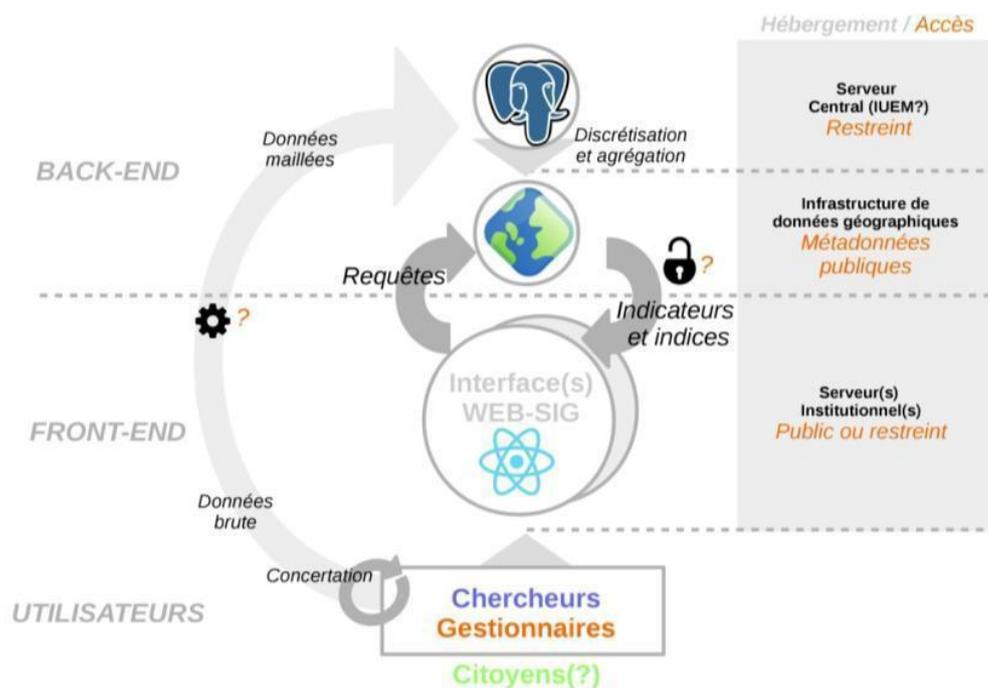 Hébergement / Accès
Serveur
Central (IUEM?)
Restreint
Données
maillées
Discrétisation
et agrégation
BACK-END
Infrastructure de
données géographiques
Métadonnées
publiques
Requêtes
?
Indicateurs
et indices
?
Interface(s)
WEB-SIG
Serveur(s)
Institutionnel(s)
Public ou restreint
FRONT-END
Données
brute
Concertation
UTILISATEURS
Chercheurs
Gestionnaires
Citoyens(?)